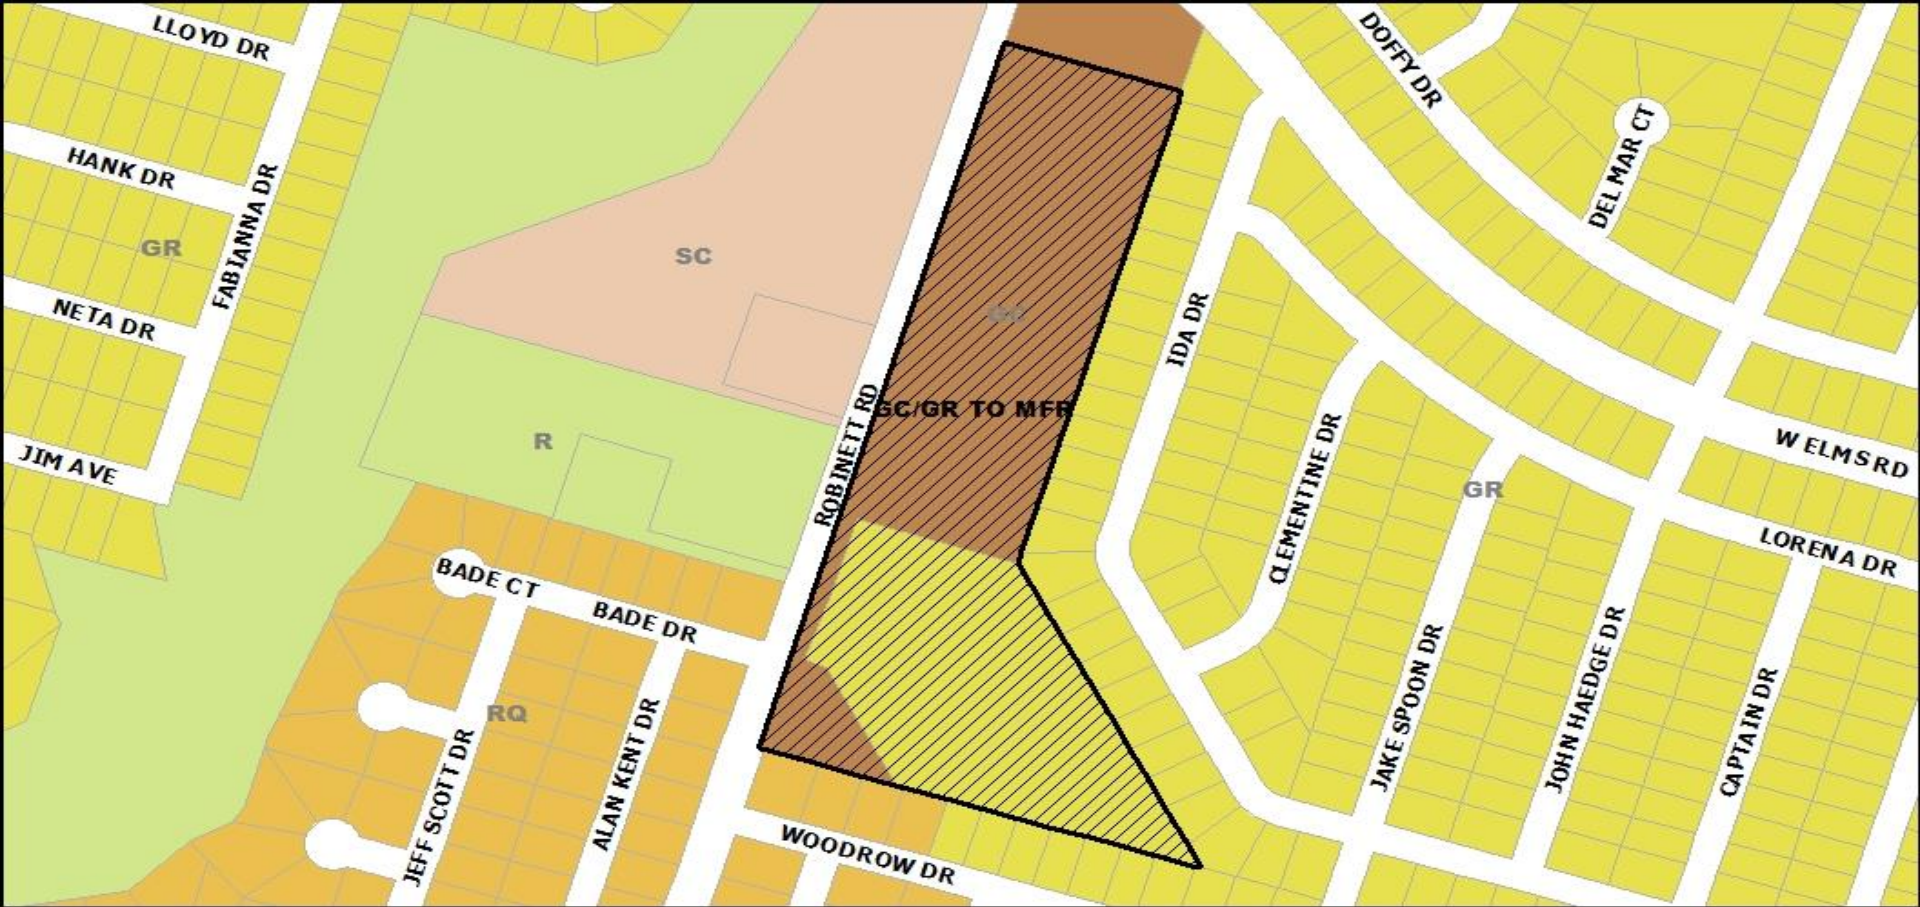 LLOYD DR
DOFFY DR
HANK DR
DEL MAR CT
FABIANNA DR
GR
SC
NETA DR
IDA DR
GC/GR TO MFR
ROBINETT RD
R
CLEMENTINE DR
W ELMS RD
JIM AVE
GR
LORENA DR
BADE CT
BADE DR
RQ
JAKE SPOON DR
JOHN HAEDGE DR
CAPTAIN DR
ALAN KENT DR
JEFF SCOTT DR
WOODROW DR